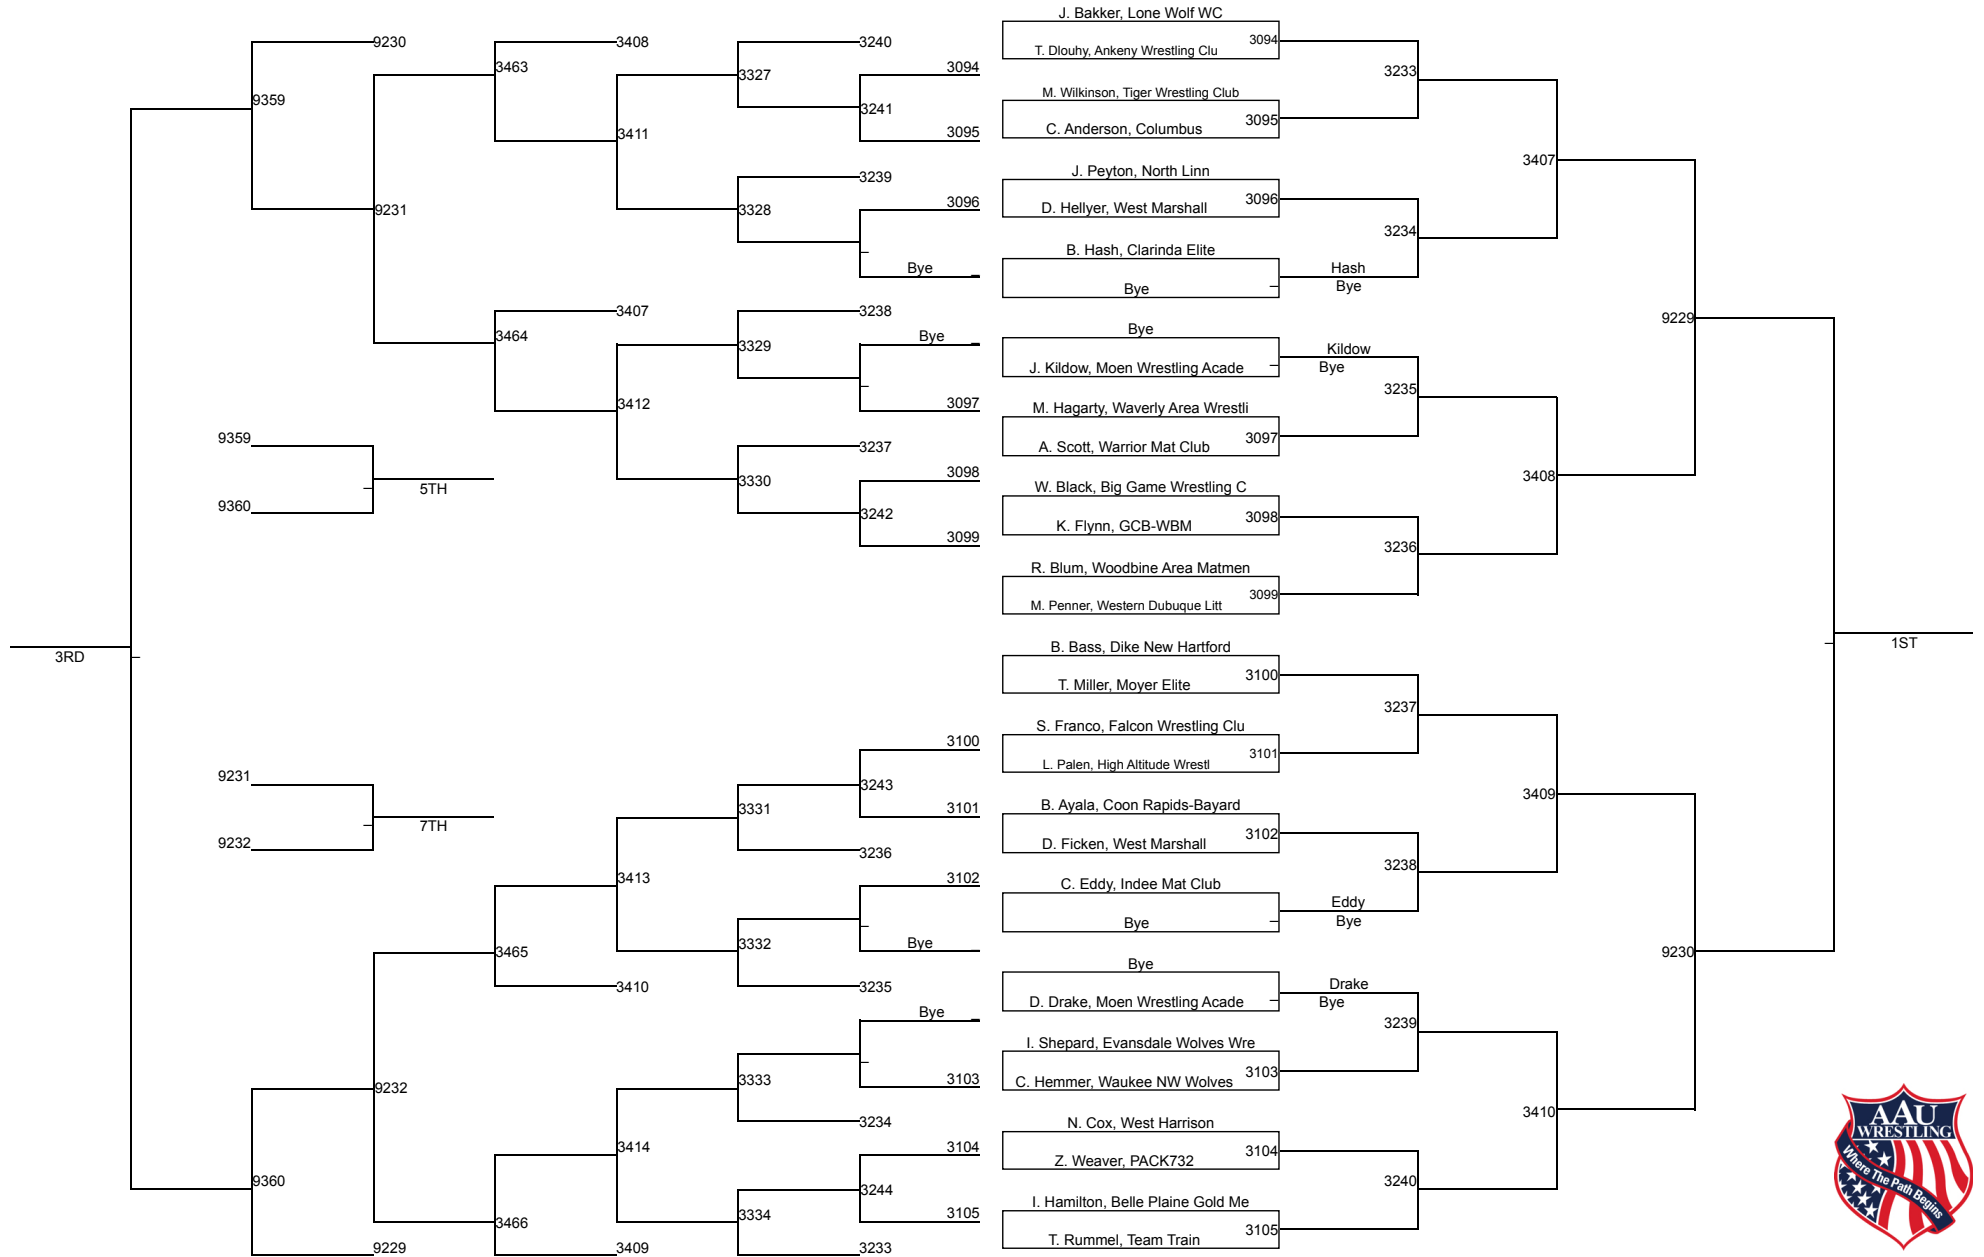 J. Bakker, Lone Wolf WC
9230
3408
3240
T. Dlouhy, Ankeny Wrestling Clu
3094
3463
3327
3094
3233
M. Wilkinson, Tiger Wrestling Club
9359
3241
3095
C. Anderson, Columbus
3411
3095
3407
J. Peyton, North Linn
3239
3096
3096
D. Hellyer, West Marshall
9231
3328
3234
B. Hash, Clarinda Elite
Bye
Hash
Bye
Bye
3407
3238
9229
Bye
3464
Bye
3329
Kildow
J. Kildow, Moen Wrestling Acade
Bye
3235
3412
3097
M. Hagarty, Waverly Area Wrestli
9359
3097
A. Scott, Warrior Mat Club
3237
3098
3408
5TH
3330
W. Black, Big Game Wrestling C
9360
3242
3098
K. Flynn, GCB-WBM
3099
3236
R. Blum, Woodbine Area Matmen
3099
M. Penner, Western Dubuque Litt
3RD
B. Bass, Dike New Hartford
1ST
3100
T. Miller, Moyer Elite
3237
S. Franco, Falcon Wrestling Clu
3100
3101
L. Palen, High Altitude Wrestl
9231
3243
3409
3331
3101
B. Ayala, Coon Rapids-Bayard
7TH
3102
9232
D. Ficken, West Marshall
3236
3238
3413
3102
C. Eddy, Indee Mat Club
Eddy
Bye
Bye
3332
Bye
3465
9230
Bye
3410
3235
Drake
D. Drake, Moen Wrestling Acade
Bye
Bye
3239
I. Shepard, Evansdale Wolves Wre
3333
3103
3103
C. Hemmer, Waukee NW Wolves
9232
3410
3234
N. Cox, West Harrison
3414
3104
3104
Z. Weaver, PACK732
9360
3244
3240
I. Hamilton, Belle Plaine Gold Me
3466
3334
3105
3105
T. Rummel, Team Train
9229
3409
3233
AAU
WRESTLING
Where The Path Begins